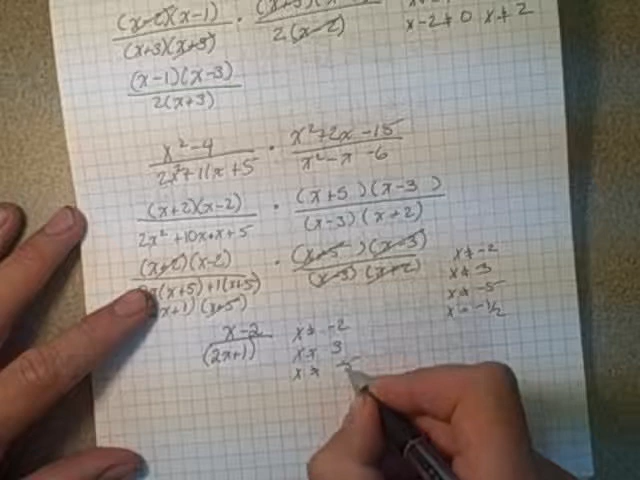 (x-2)(x-1) / (x+3)(x+5) · 2(x-2)
x-2≠0 x≠2
(x-1)(x-3) / 2(x+3)
x²-4 / 2x²+11x+5 · x²+2x-15 / x²-x-6
(x+2)(x-2) / 2x²+10x+x+5 · (x+5)(x-3) / (x-3)(x+2)
(x+2)(x-2) / (x+5)+1(x+5) · (x+5)(x-3) / (x-3)(x+2)
x+1)(x+5)
x≠-2
x≠3
x≠-5
x≠-1/2
x-2 / (2x+1)
x≠-2
x≠3
x≠-5